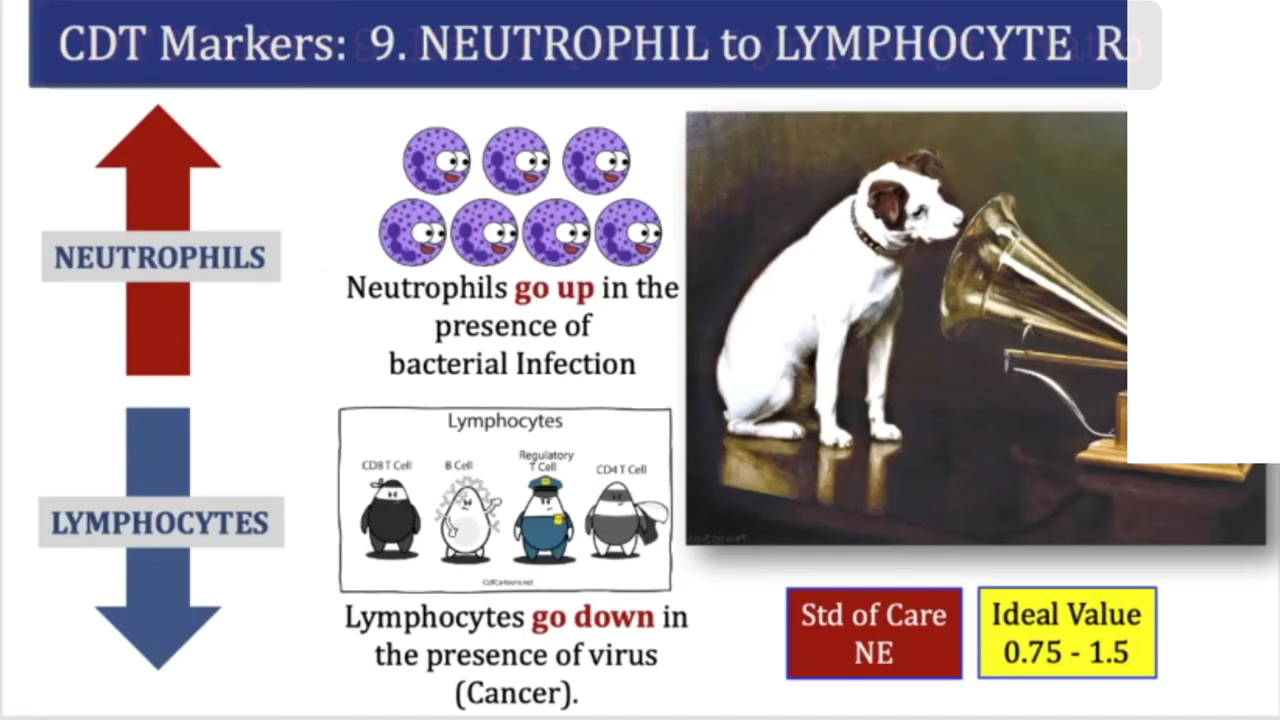 CDT Markers: 9. NEUTROPHIL to LYMPHOCYTE
NEUTROPHILS
Neutrophils go up in the
presence of
bacterial Infection
LYMPHOCYTES
Lymphocytes
CD8 T Cell
B Cell
Regulatory
T Cell
CD4 T Cell
Lymphocytes go down in
the presence of virus
(Cancer).
Std of Care
NE
Ideal Value
0.75 - 1.5